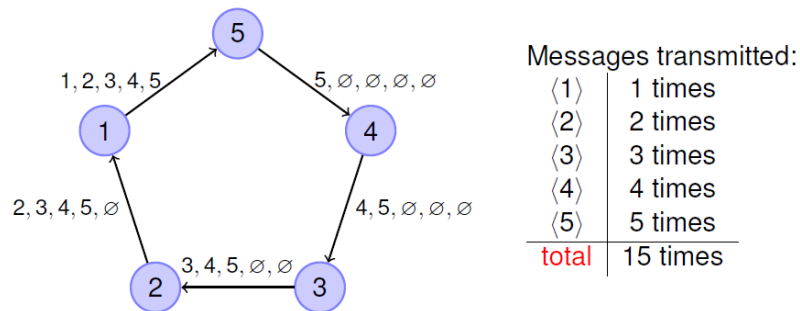 5
1, 2, 3, 4, 5
5, ∅, ∅, ∅, ∅
1
4
2, 3, 4, 5, ∅
4, 5, ∅, ∅, ∅
3, 4, 5, ∅, ∅
2
3
Messages transmitted:
⟨1⟩ 1 times
⟨2⟩ 2 times
⟨3⟩ 3 times
⟨4⟩ 4 times
⟨5⟩ 5 times
total 15 times